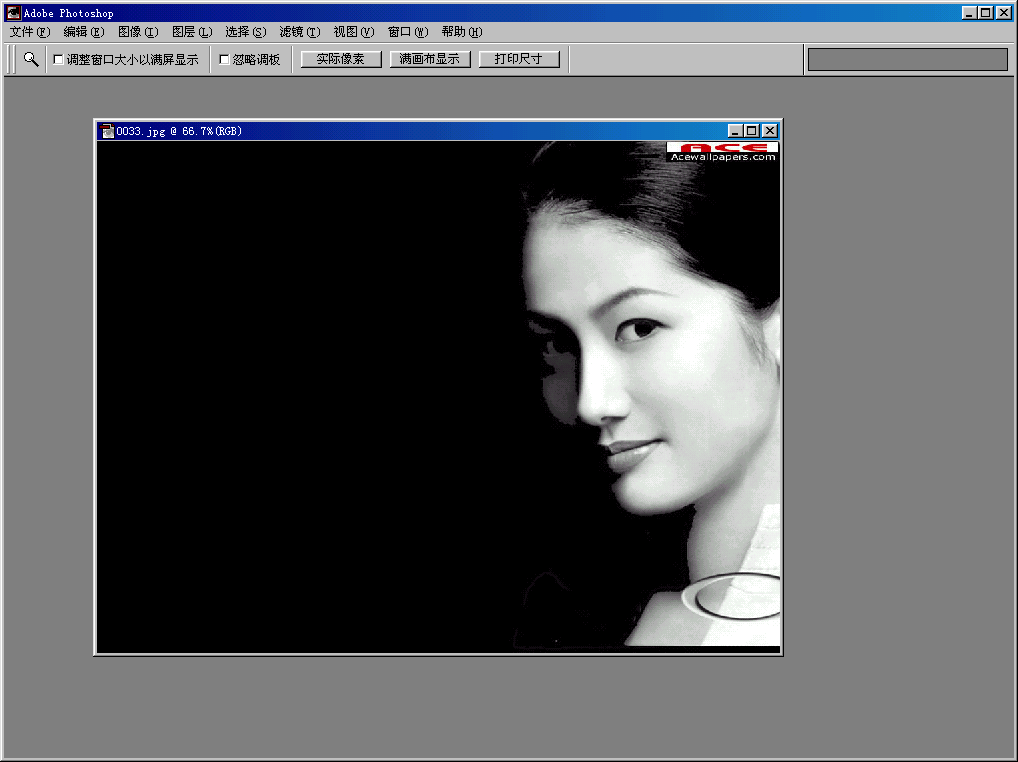 Adobe Photoshop
文件(F) 编辑(E) 图像(I) 图层(L) 选择(S) 滤镜(T) 视图(V) 窗口(W) 帮助(H)
调整窗口大小以满屏显示 忽略调板 实际像素 满画布显示 打印尺寸
0033.jpg @ 66.7%(RGB)
ACE
Acewallpapers.com